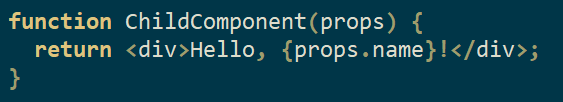 function ChildComponent(props) {
  return <div>Hello, {props.name}!</div>;
}